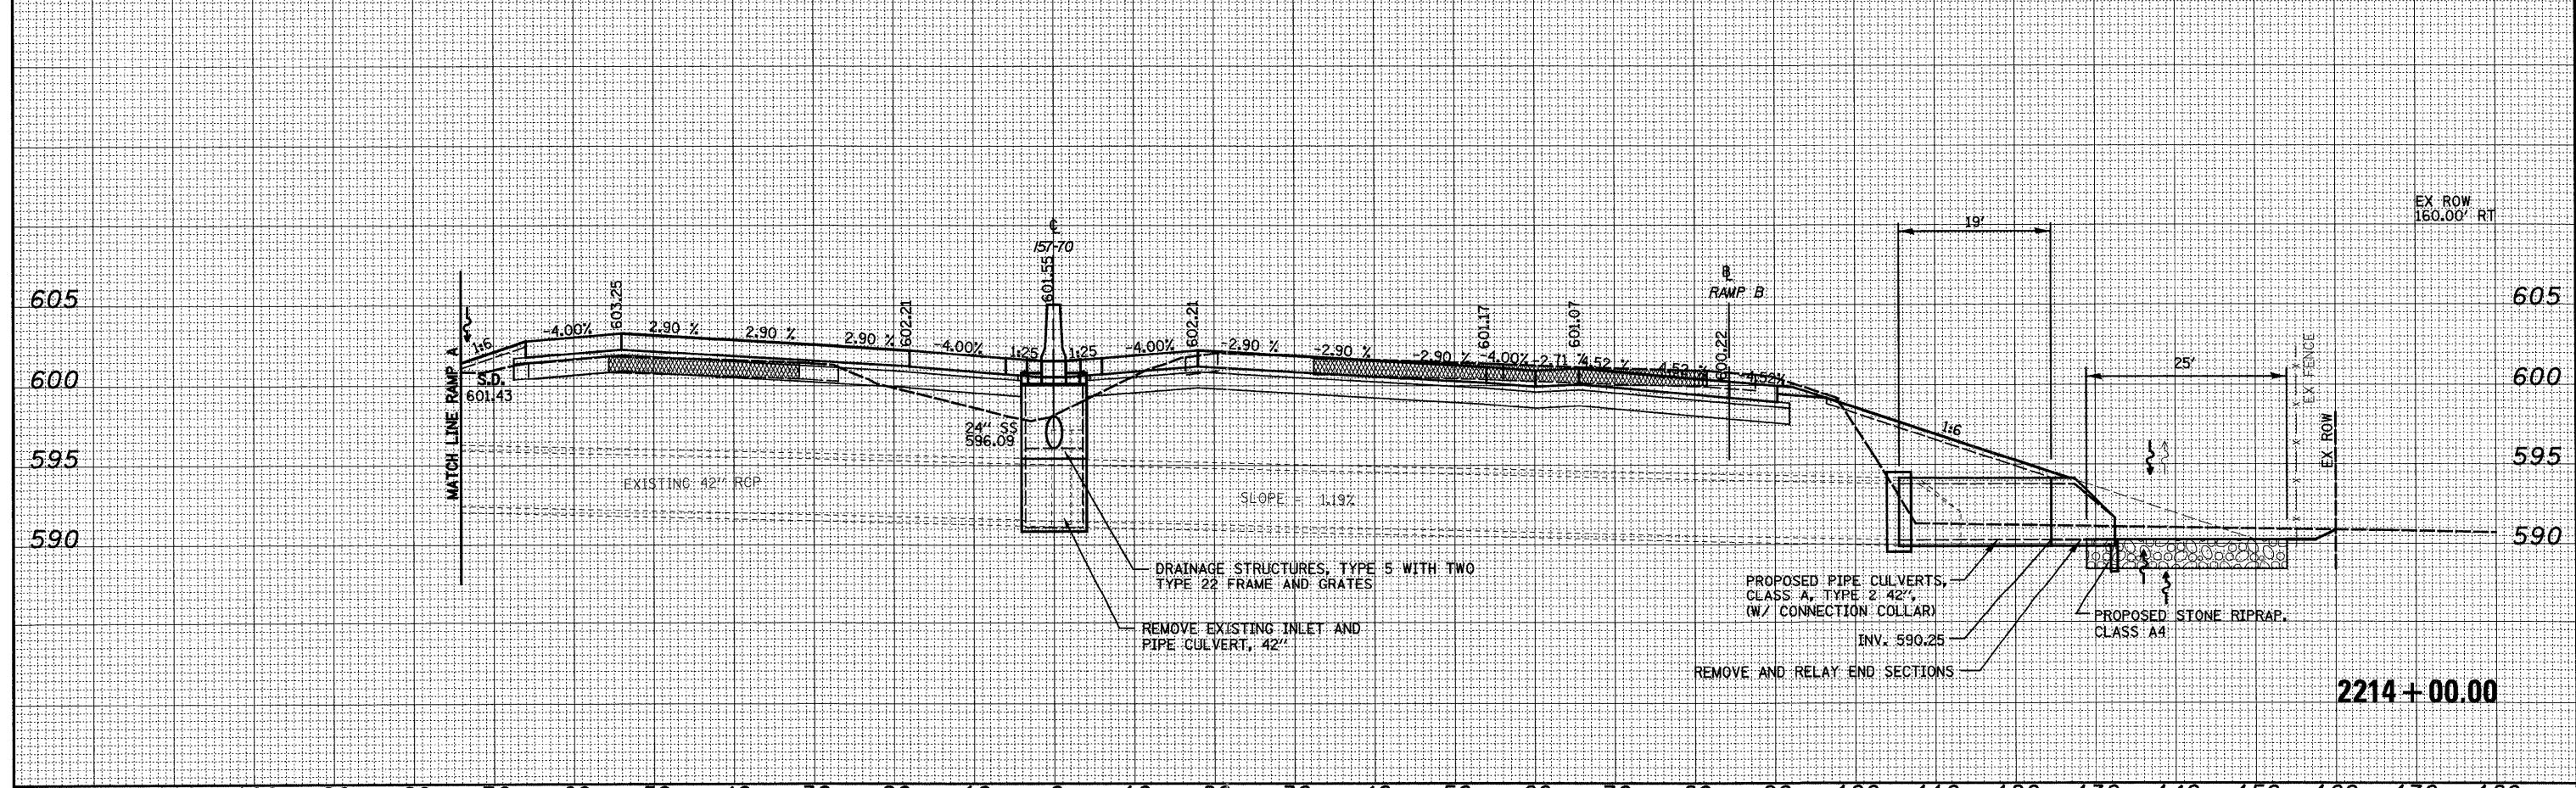 EX ROW
160.00' RT
19'
℄
157-70
601.55
B
RAMP B
605
603.25
602.21
602.21
601.17
601.07
600.22
605
-4.00%
2.90 %
2.90 %
2.90 %
-4.00%
1:25
1:25
-4.00%
-2.90 %
-2.90 %
-2.90 %
-4.00%
-2.71 %
4.52 %
-4.52 %
-4.52%
1:6
MATCH LINE RAMP A
600
S.D.
601.43
25'
EX FENCE
600
24" SS
596.09
1:6
EX ROW
595
595
EXISTING 42" RCP
SLOPE = 1.19%
590
590
DRAINAGE STRUCTURES, TYPE 5 WITH TWO
TYPE 22 FRAME AND GRATES
REMOVE EXISTING INLET AND
PIPE CULVERT, 42"
PROPOSED PIPE CULVERTS,
CLASS A, TYPE 2 42",
(W/ CONNECTION COLLAR)
INV. 590.25
REMOVE AND RELAY END SECTIONS
PROPOSED STONE RIPRAP,
CLASS A4
2214+00.00